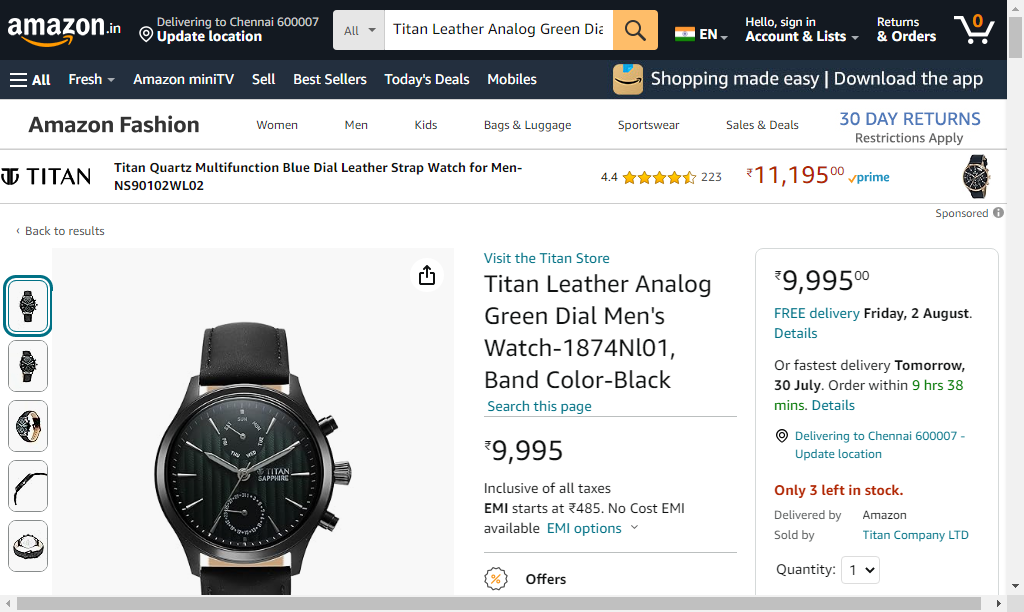 amazon.in
Delivering to Chennai 600007
Update location
All
Titan Leather Analog Green Dia
EN
Hello, sign in
Account & Lists
Returns
& Orders
0
All
Fresh
Amazon miniTV
Sell
Best Sellers
Today's Deals
Mobiles
Shopping made easy | Download the app
Amazon Fashion
Women
Men
Kids
Bags & Luggage
Sportswear
Sales & Deals
30 DAY RETURNS
Restrictions Apply
TITAN
Titan Quartz Multifunction Blue Dial Leather Strap Watch for Men-
NS90102WL02
4.4
223
₹11,19500
prime
Sponsored
‹ Back to results
TITAN
SAPPHIRE
Visit the Titan Store
Titan Leather Analog
Green Dial Men's
Watch-1874Nl01,
Band Color-Black
Search this page
₹9,995
Inclusive of all taxes
EMI starts at ₹485. No Cost EMI
available EMI options
Offers
₹9,99500
FREE delivery Friday, 2 August.
Details
Or fastest delivery Tomorrow,
30 July. Order within 9 hrs 38
mins. Details
Delivering to Chennai 600007 -
Update location
Only 3 left in stock.
Delivered by Amazon
Sold by Titan Company LTD
Quantity: 1